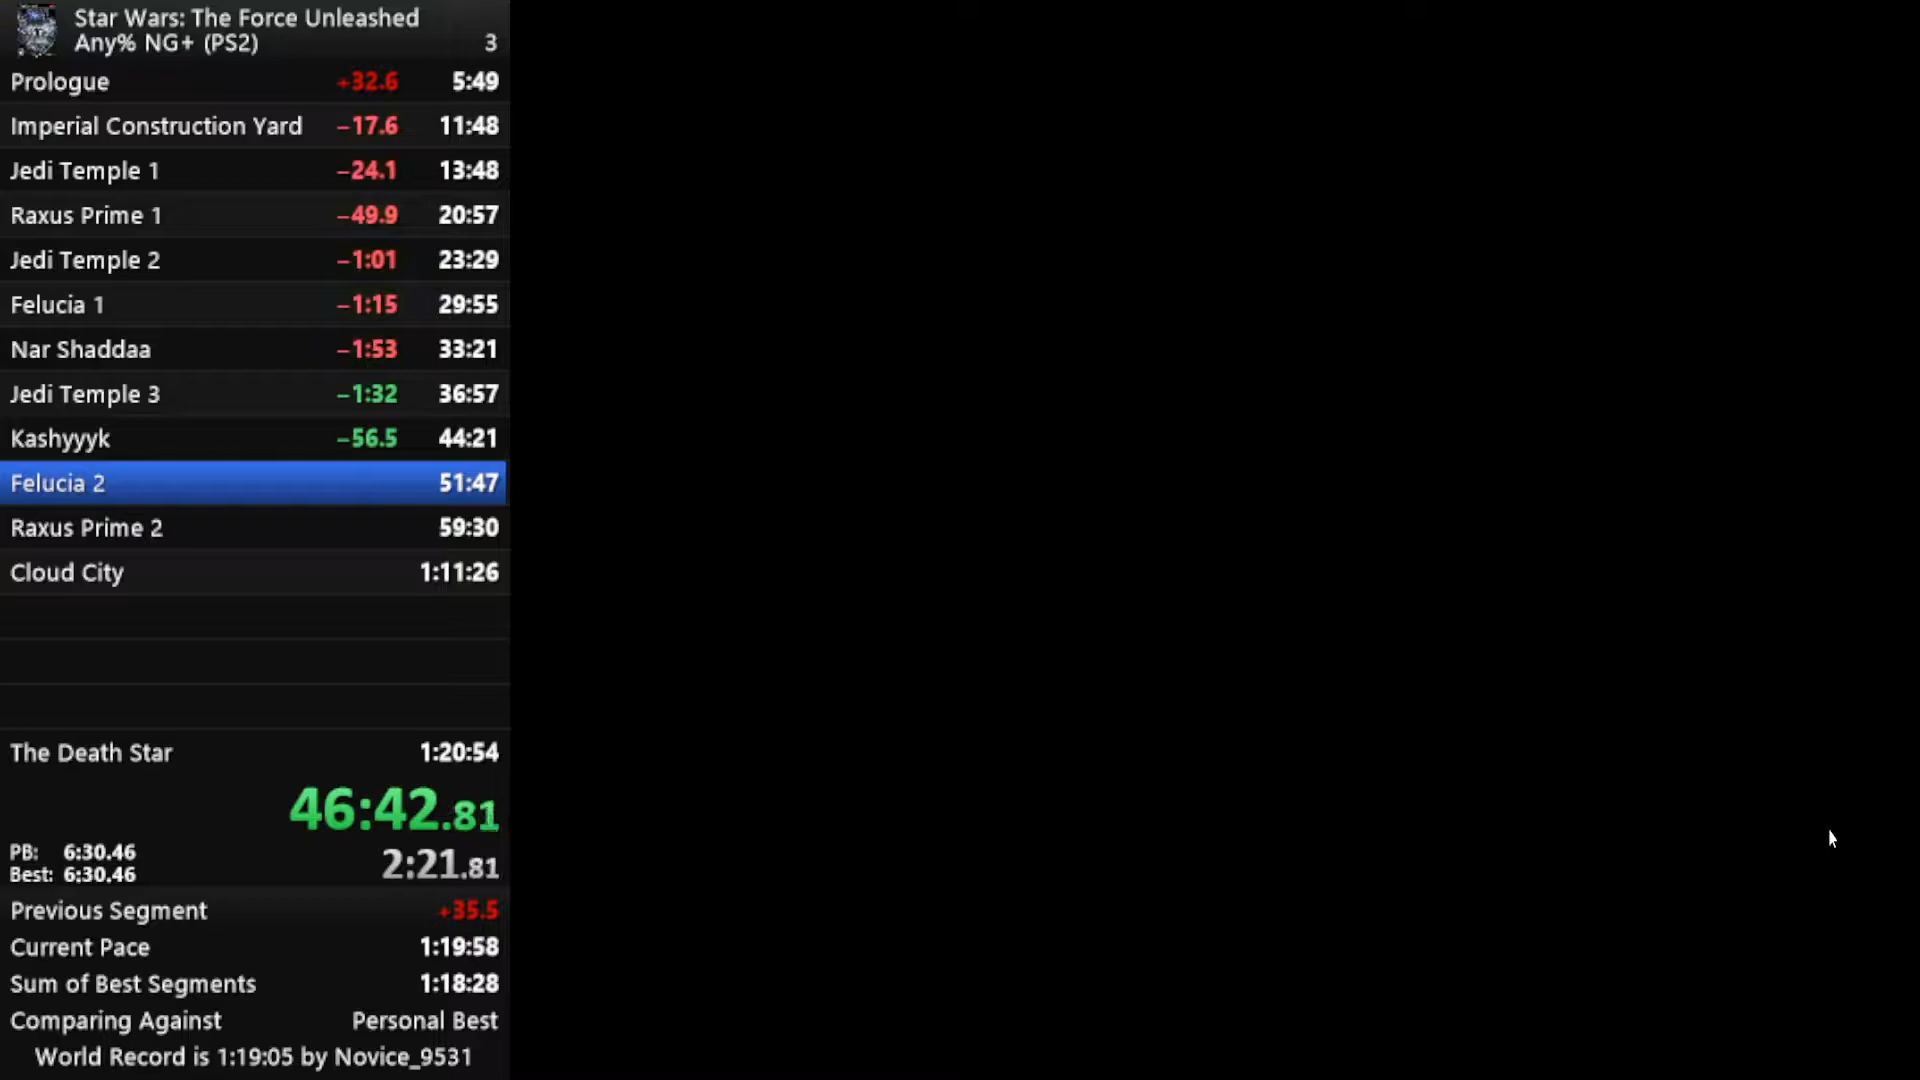 Star Wars: The Force Unleashed
Any% NG+ (PS2) 3
Prologue +32.6 5:49
Imperial Construction Yard −17.6 11:48
Jedi Temple 1 −24.1 13:48
Raxus Prime 1 −49.9 20:57
Jedi Temple 2 −1:01 23:29
Felucia 1 −1:15 29:55
Nar Shaddaa −1:53 33:21
Jedi Temple 3 −1:32 36:57
Kashyyyk −56.5 44:21
Felucia 2 51:47
Raxus Prime 2 59:30
Cloud City 1:11:26
The Death Star 1:20:54
46:42.81
PB: 6:30.46
Best: 6:30.46
2:21.81
Previous Segment +35.5
Current Pace 1:19:58
Sum of Best Segments 1:18:28
Comparing Against Personal Best
World Record is 1:19:05 by Novice_9531